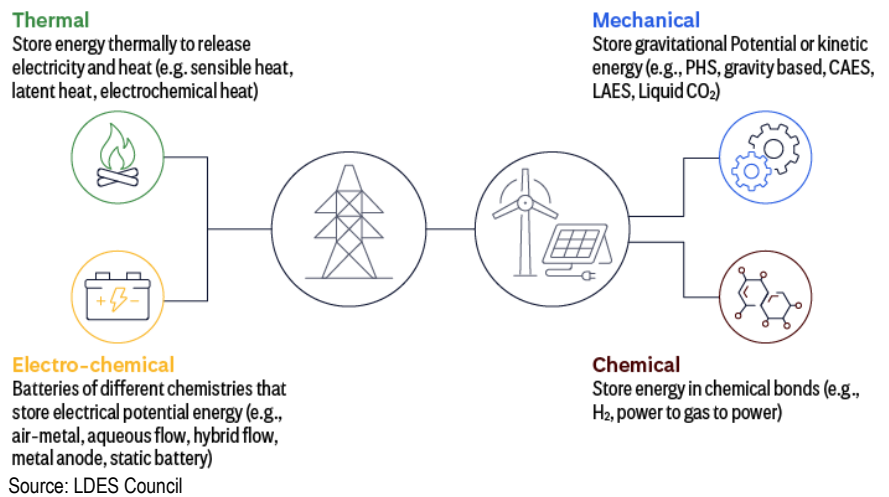 Thermal
Store energy thermally to release
electricity and heat (e.g. sensible heat,
latent heat, electrochemical heat)
Mechanical
Store gravitational Potential or kinetic
energy (e.g., PHS, gravity based, CAES,
LAES, Liquid CO₂)
Electro-chemical
Batteries of different chemistries that
store electrical potential energy (e.g.,
air-metal, aqueous flow, hybrid flow,
metal anode, static battery)
Chemical
Store energy in chemical bonds (e.g.,
H₂, power to gas to power)
Source: LDES Council